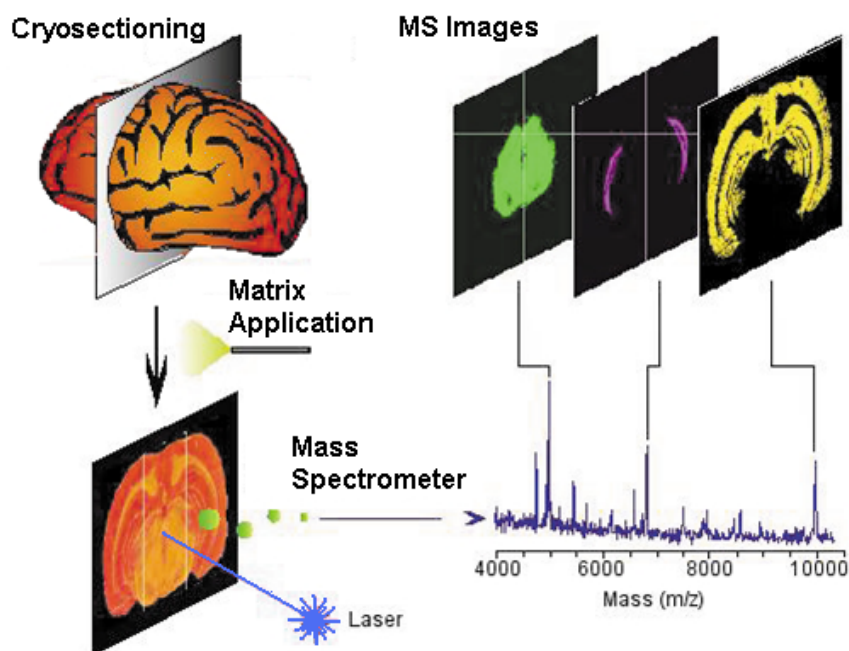 Cryosectioning
MS Images
Matrix
Application
Mass
Spectrometer
Laser
4000 6000 8000 10000
Mass (m/z)